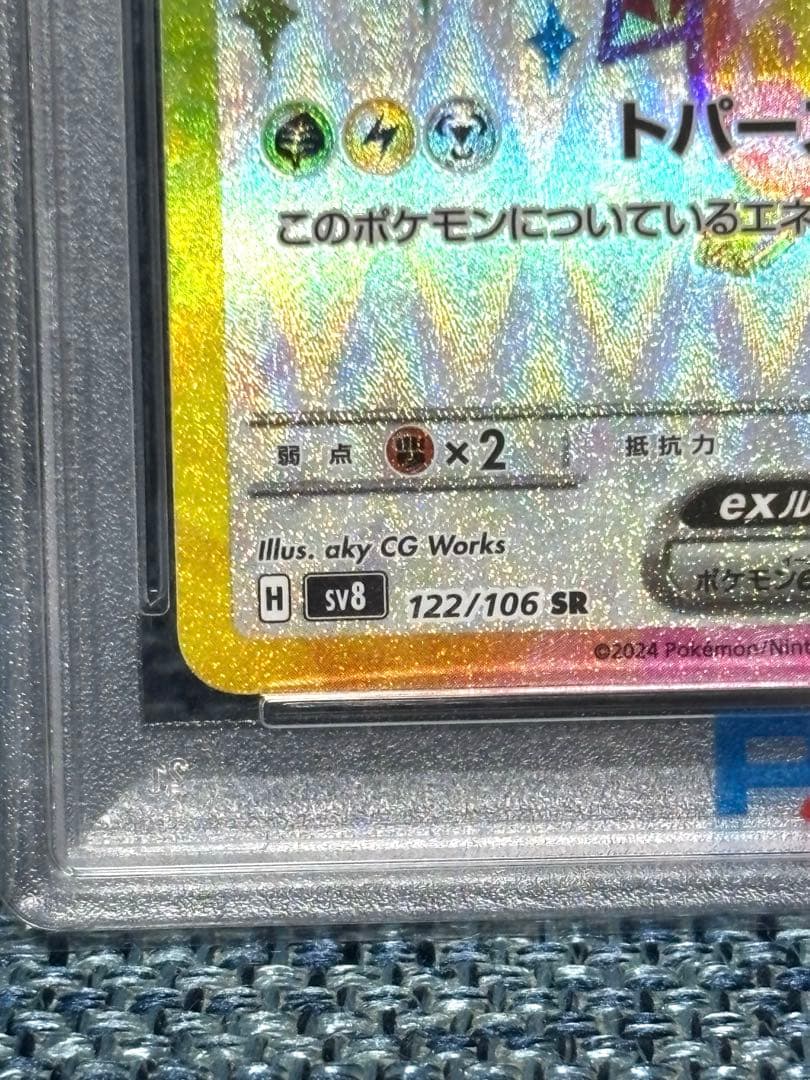 トパー
このポケモンについているエネ
弱点 ×2 抵抗力
exル
ポケモン
Illus. aky CG Works
H SV8 122/106 SR
©2024 Pokémon/Nint